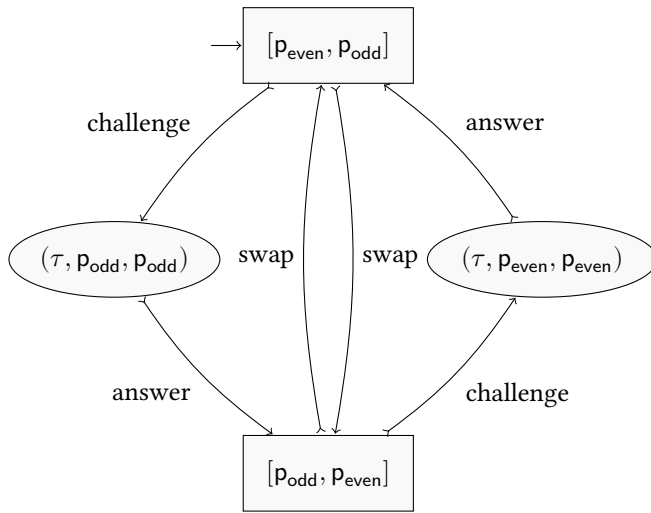 [p_even, p_odd]
challenge
answer
(τ, p_odd, p_odd)
swap
swap
(τ, p_even, p_even)
answer
challenge
[p_odd, p_even]